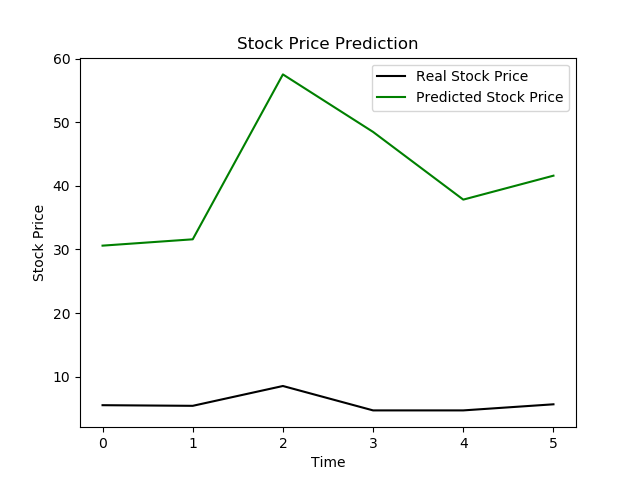 Stock Price Prediction
Real Stock Price
Predicted Stock Price
60
50
40
30
20
10
Stock Price
0 1 2 3 4 5
Time